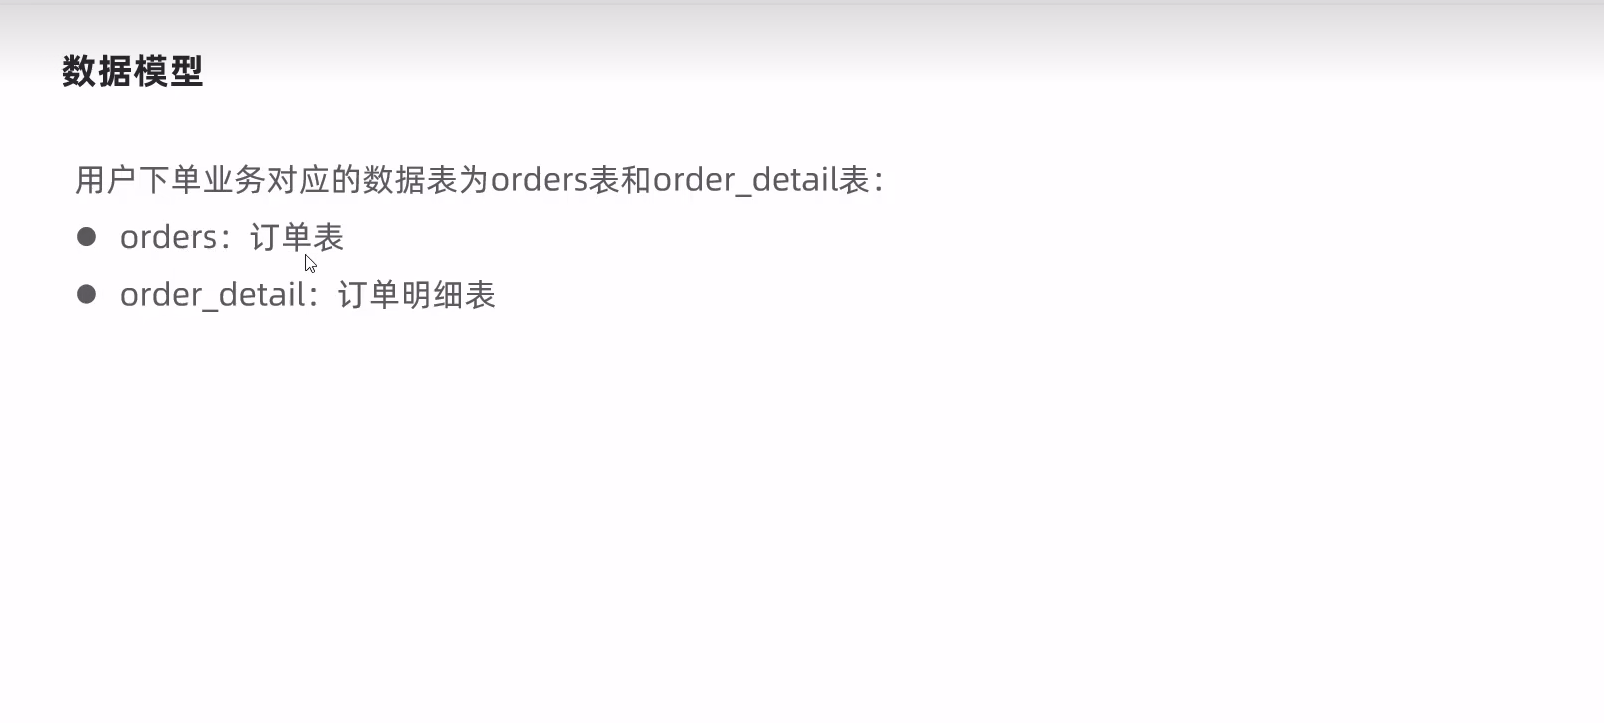 数据模型
用户下单业务对应的数据表为orders表和order_detail表：
● orders：订单表
● order_detail：订单明细表